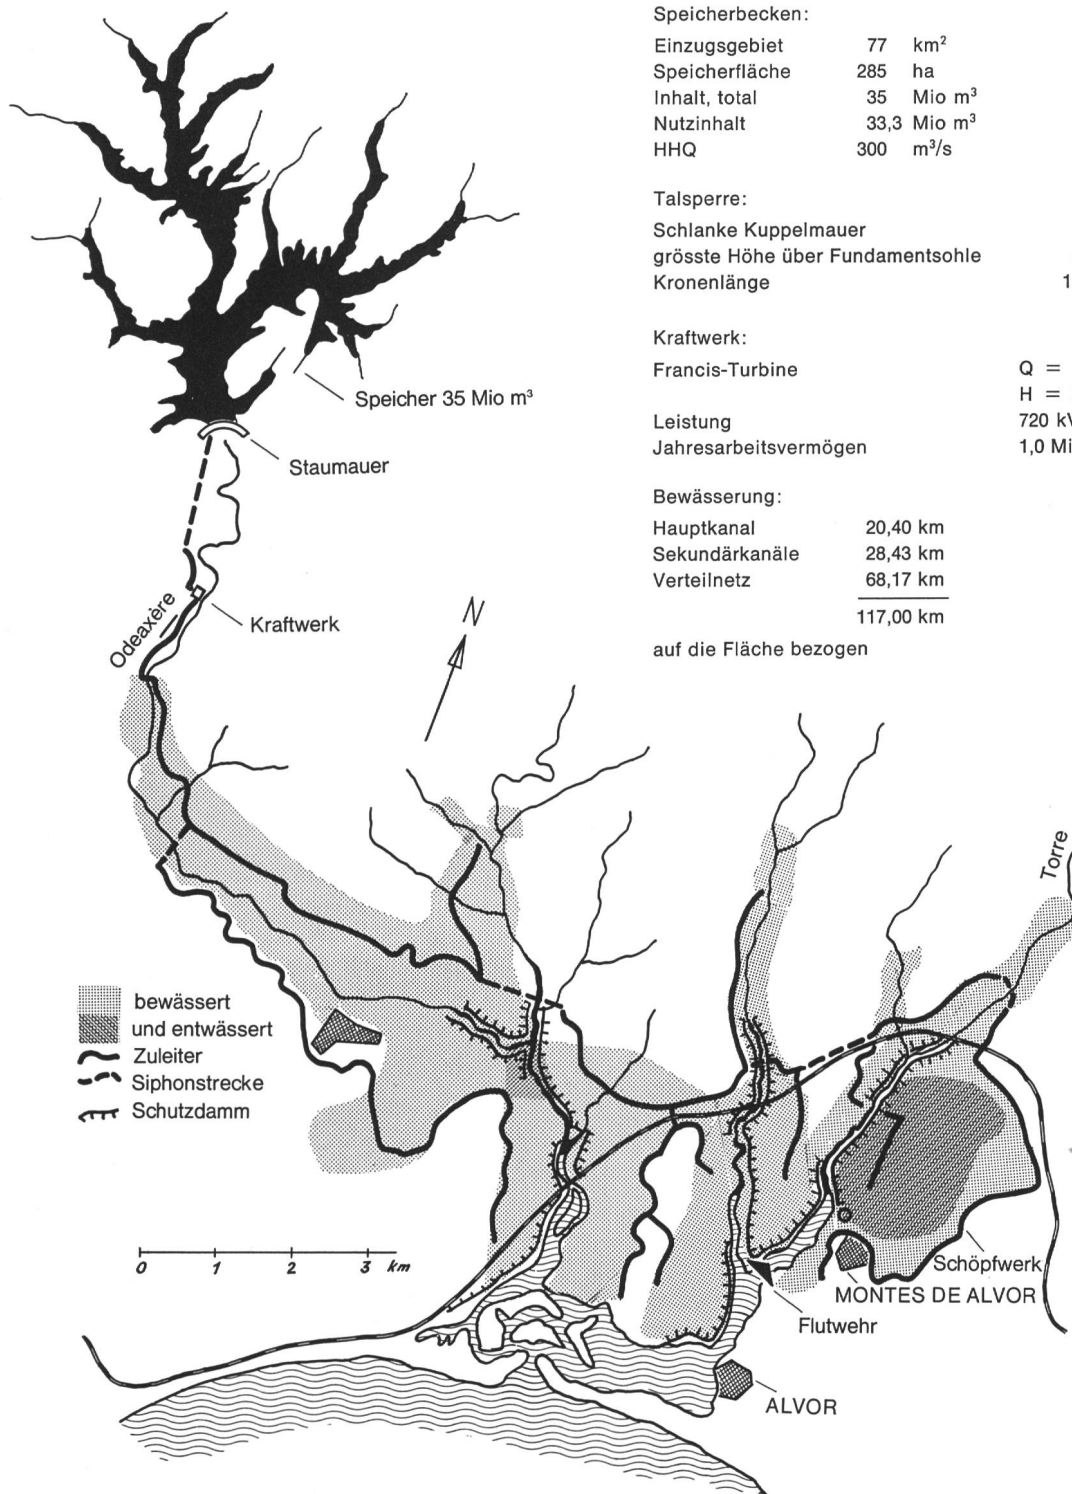 Speicherbecken:
Einzugsgebiet 77 km²
Speicherfläche 285 ha
Inhalt, total 35 Mio m³
Nutzinhalt 33,3 Mio m³
HHQ 300 m³/s
Talsperre:
Schlanke Kuppelmauer
grösste Höhe über Fundamentsohle
Kronenlänge 1
Kraftwerk:
Francis-Turbine Q =
H =
Leistung 720 kV
Jahresarbeitsvermögen 1,0 Mi
Bewässerung:
Hauptkanal 20,40 km
Sekundärkanäle 28,43 km
Verteilnetz 68,17 km
117,00 km
auf die Fläche bezogen
Speicher 35 Mio m³
Staumauer
Kraftwerk
Odeaxère
N
Torre
bewässert
und entwässert
Zuleiter
Siphonstrecke
Schutzdamm
0 1 2 3 km
Schöpfwerk
MONTES DE ALVOR
Flutwehr
ALVOR